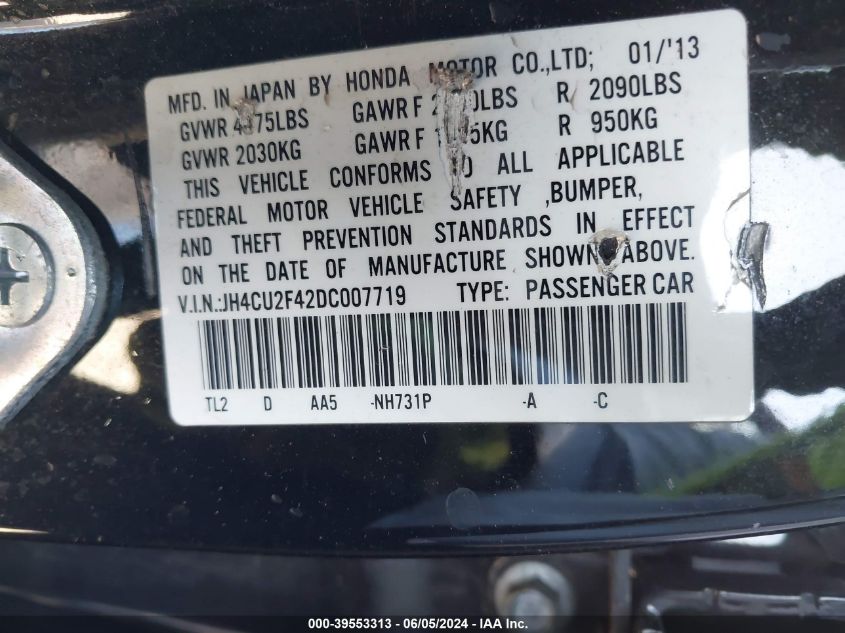 MFD. IN JAPAN BY HONDA MOTOR CO.,LTD; 01/'13
GVWR LBS GAWR F R 2090LBS
GVWR 2030KG GAWR F R 950KG
THIS VEHICLE CONFORMS TO ALL APPLICABLE
FEDERAL MOTOR VEHICLE SAFETY ,BUMPER,
AND THEFT PREVENTION STANDARDS IN EFFECT
ON THE DATE OF MANUFACTURE SHOWN ABOVE.
V.I.N.:JH4CU2F42DC007719 TYPE: PASSENGER CAR
TL2 D AA5 -NH731P -A -C
000-39553313 - 06/05/2024 - IAA Inc.